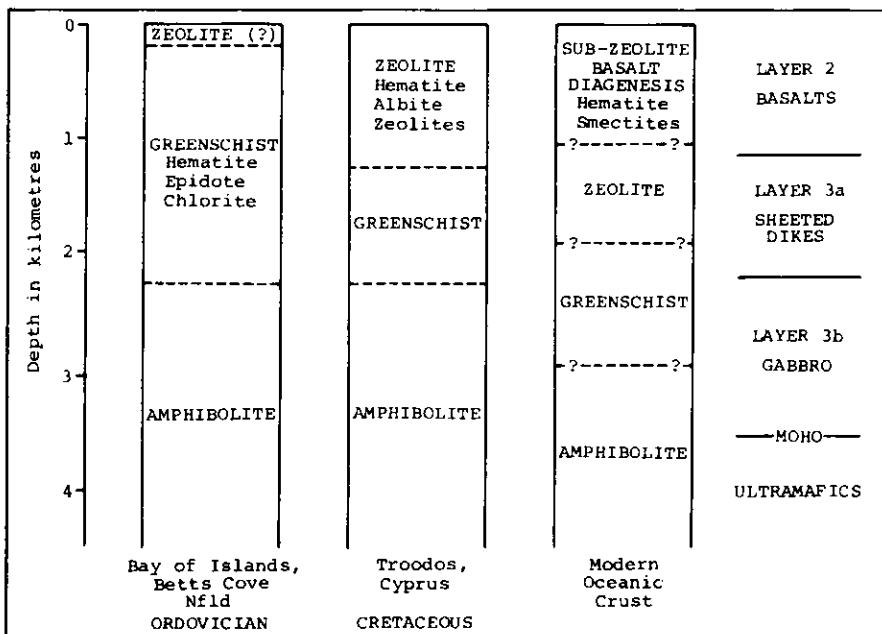 Depth in kilometres
0
1
2
3
4
ZEOLITE (?)
GREENSCHIST
Hematite
Epidote
Chlorite
AMPHIBOLITE
Bay of Islands,
Betts Cove
Nfld
ORDOVICIAN
ZEOLITE
Hematite
Albite
Zeolites
GREENSCHIST
AMPHIBOLITE
Troodos,
Cyprus
CRETACEOUS
SUB-ZEOLITE
BASALT
DIAGENESIS
Hematite
Smectites
? ?
ZEOLITE
? ?
GREENSCHIST
? ?
AMPHIBOLITE
Modern
Oceanic
Crust
LAYER 2
BASALTS
LAYER 3a
SHEETED
DIKES
LAYER 3b
GABBRO
MOHO
ULTRAMAFICS